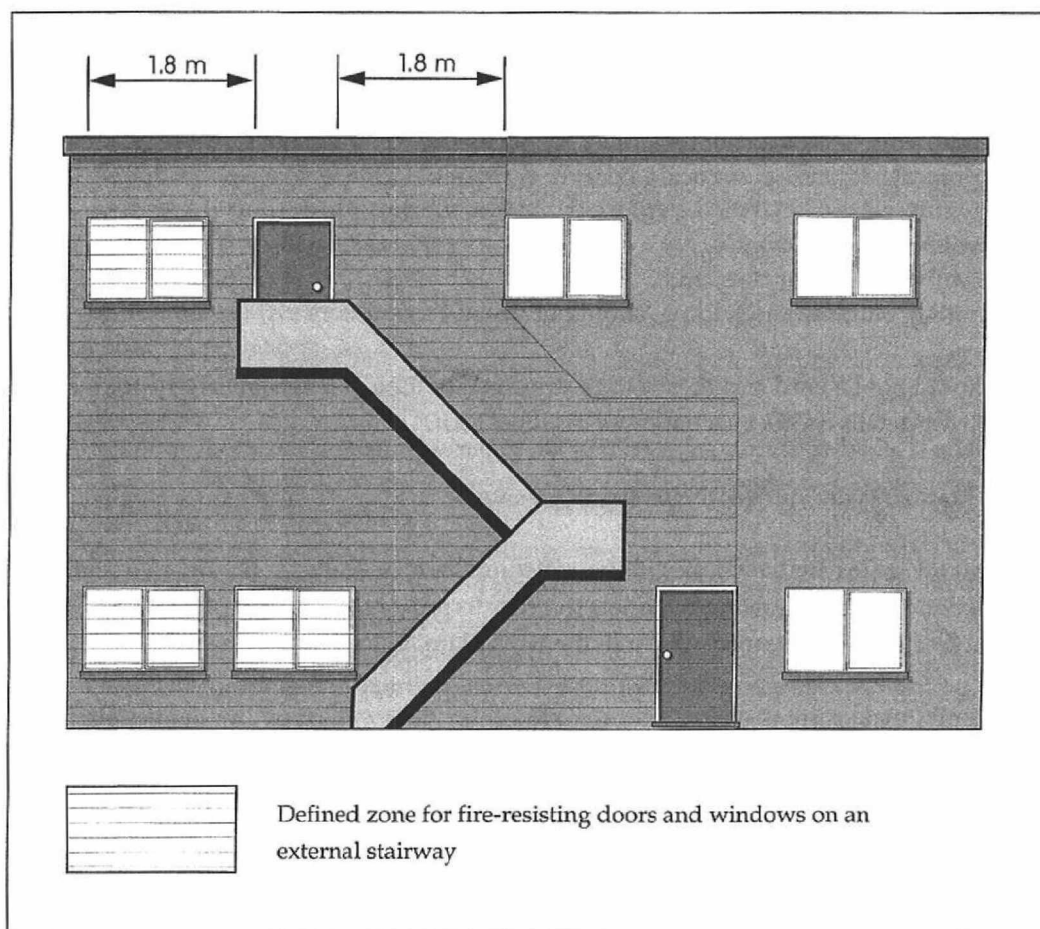 1.8 m
1.8 m
Defined zone for fire-resisting doors and windows on an
external stairway